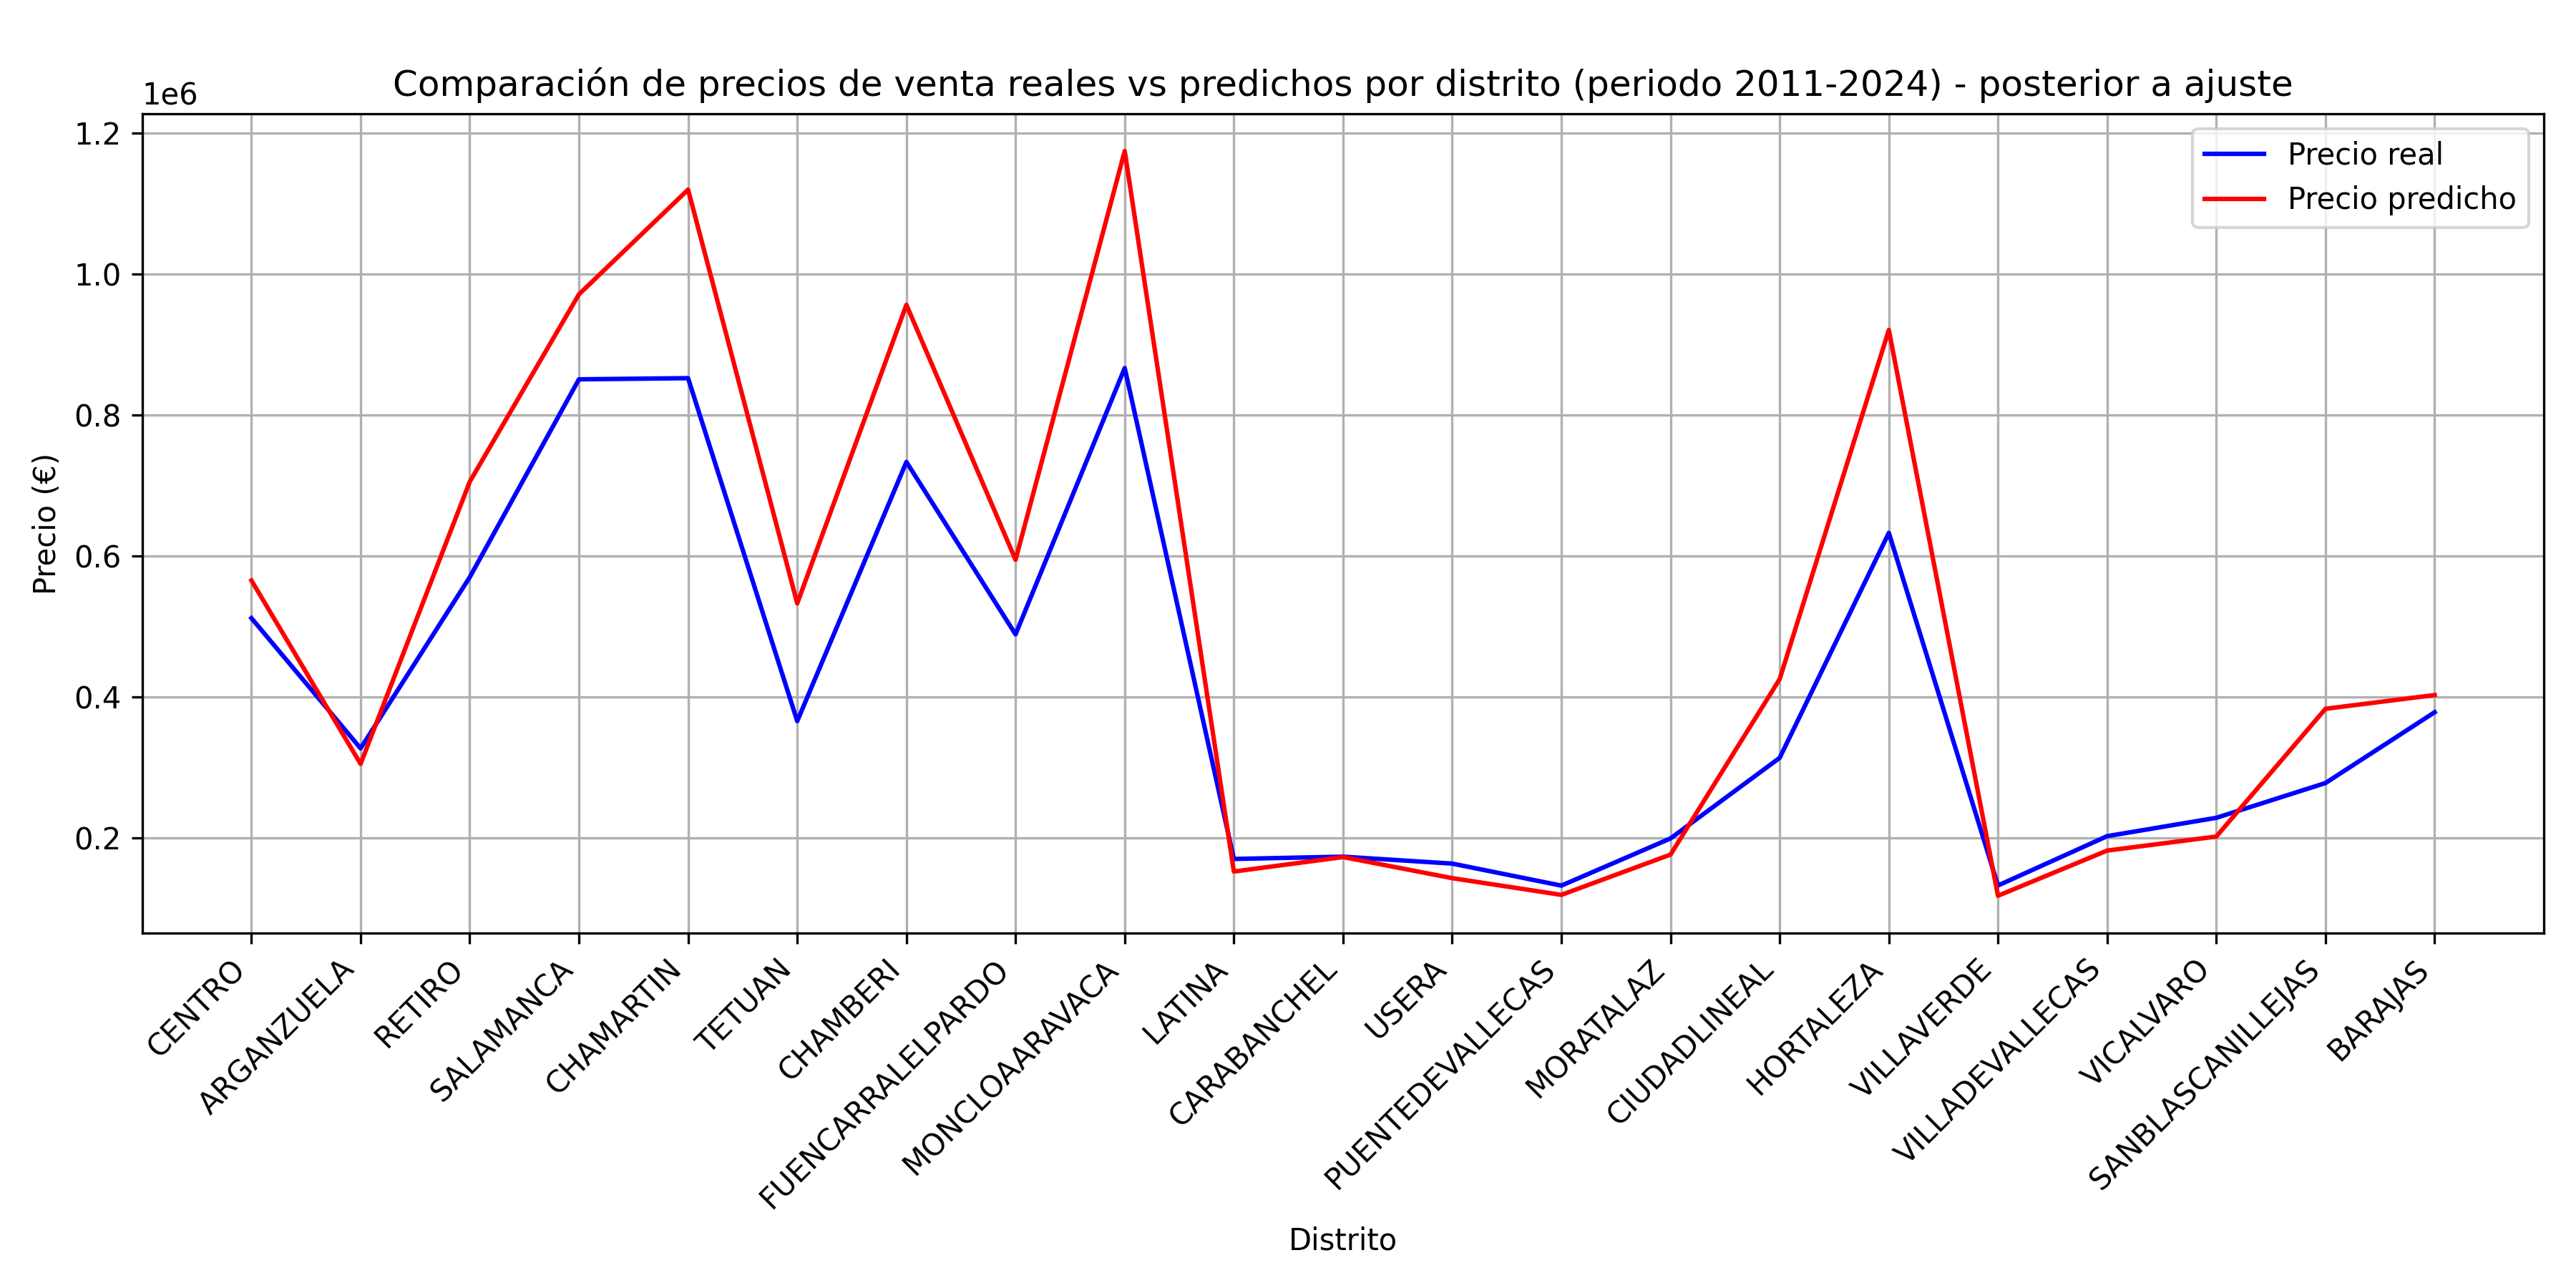 Comparación de precios de venta reales vs predichos por distrito (periodo 2011-2024) - posterior a ajuste
1e6
1.2
1.0
0.8
0.6
0.4
0.2
Precio (€)
Precio real
Precio predicho
CENTRO
ARGANZUELA
RETIRO
SALAMANCA
CHAMARTIN
TETUAN
CHAMBERI
FUENCARRALELPARDO
MONCLOAARAVACA
LATINA
CARABANCHEL
USERA
PUENTEDEVALLECAS
MORATALAZ
CIUDADLINEAL
HORTALEZA
VILLAVERDE
VILLADEVALLECAS
VICALVARO
SANBLASCANILLEJAS
BARAJAS
Distrito